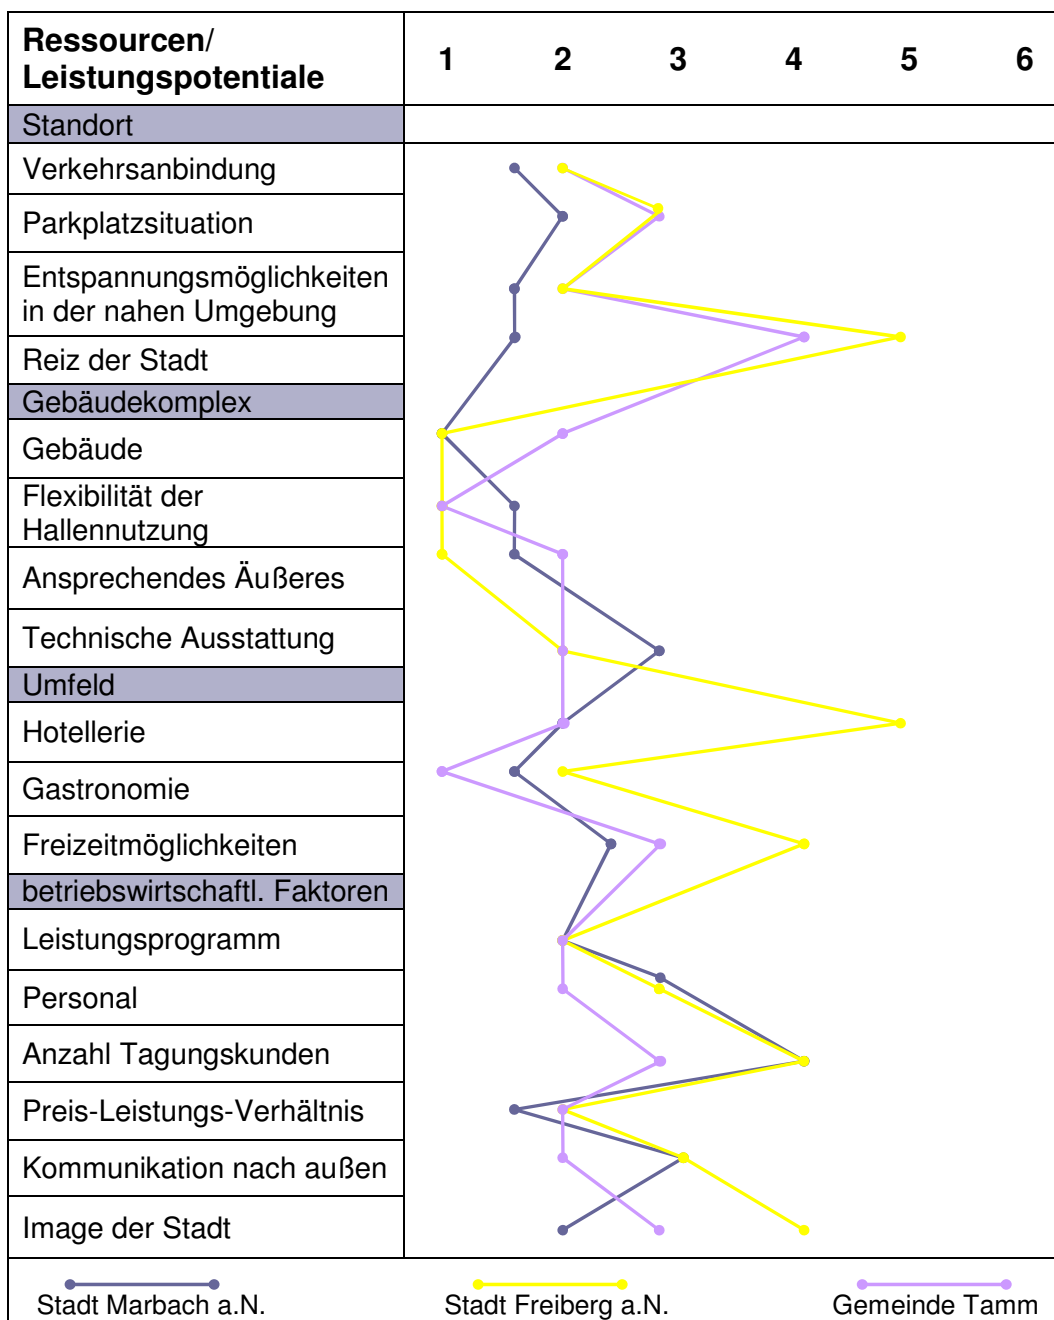 Ressourcen/
Leistungspotentiale
1 2 3 4 5 6
Standort
Verkehrsanbindung
Parkplatzsituation
Entspannungsmöglichkeiten
in der nahen Umgebung
Reiz der Stadt
Gebäudekomplex
Gebäude
Flexibilität der
Hallennutzung
Ansprechendes Äußeres
Technische Ausstattung
Umfeld
Hotellerie
Gastronomie
Freizeitmöglichkeiten
betriebswirtschaftl. Faktoren
Leistungsprogramm
Personal
Anzahl Tagungskunden
Preis-Leistungs-Verhältnis
Kommunikation nach außen
Image der Stadt
Stadt Marbach a.N. Stadt Freiberg a.N. Gemeinde Tamm